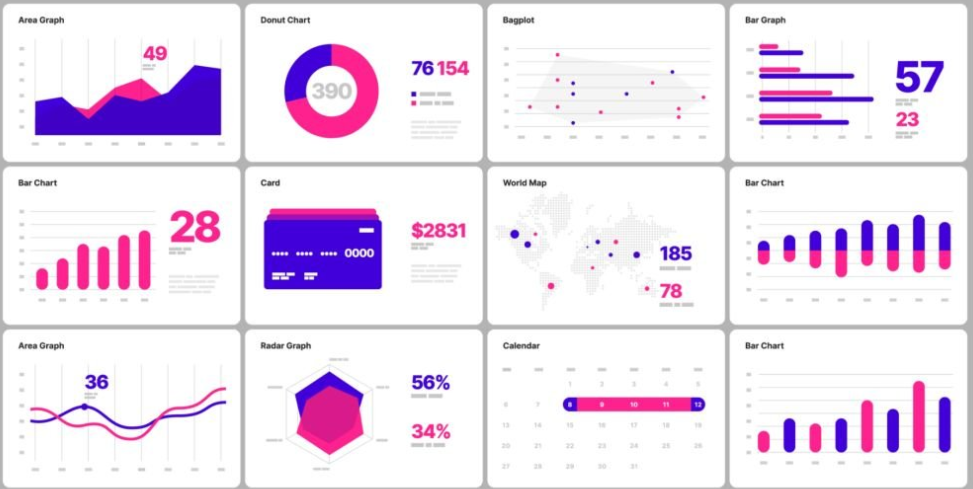 Area Graph
49
Donut Chart
390
76 154
Bagplot
Bar Graph
57
23
Bar Chart
28
Card
0000
$2831
World Map
185
78
Bar Chart
Area Graph
36
Radar Graph
56%
34%
Calendar
1 2 3 4 5
6 7 8 9 10 11 12
13 14 15 16 17 18 19
20 21 22 23 24 25 26
27 28 29 30 31
Bar Chart